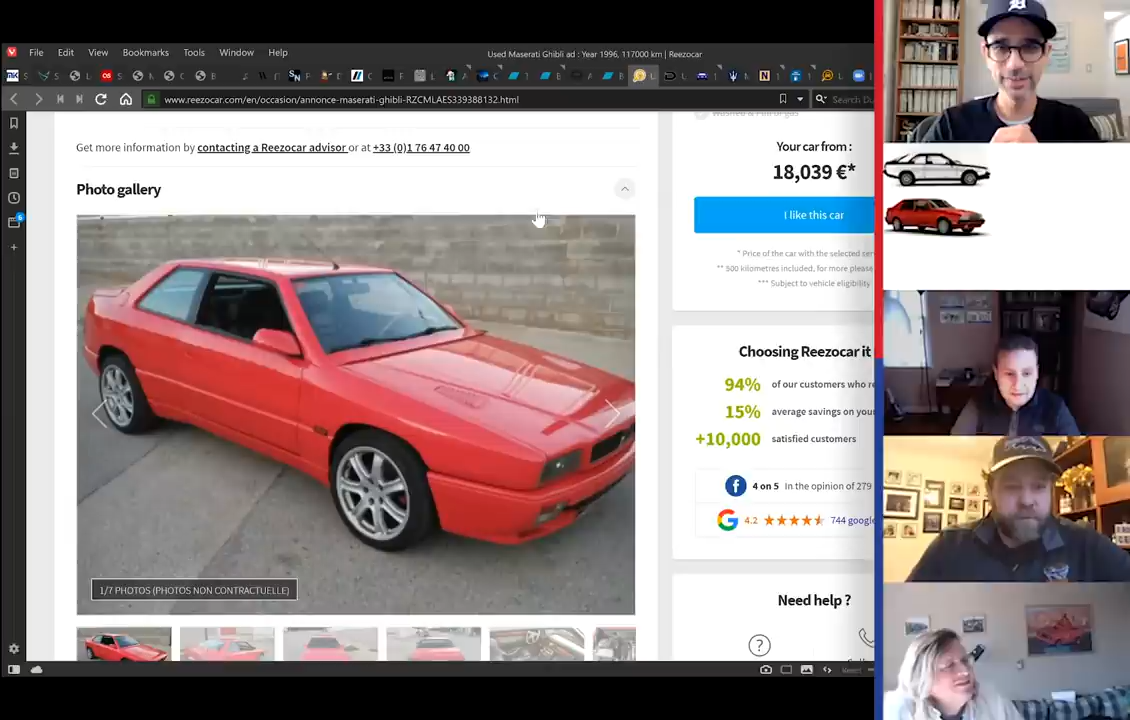 File Edit View Bookmarks Tools Window Help
Used Maserati Ghibli ad : Year 1996, 117000 km | Reezocar
www.reezocar.com/en/occasion/annonce-maserati-ghibli-RZCMLAES339388132.html
Search Du
Get more information by contacting a Reezocar advisor or at +33 (0)1 76 47 40 00
Photo gallery
1/7 PHOTOS (PHOTOS NON CONTRACTUELLE)
Your car from :
18,039 €*
I like this car
* Price of the car with the selected ser
** 500 kilometres included, for more please
*** Subject to vehicle eligibility
Choosing Reezocar it
94% of our customers who re
15% average savings on your
+10,000 satisfied customers
4 on 5 In the opinion of 279
4.2 744 google
Need help ?